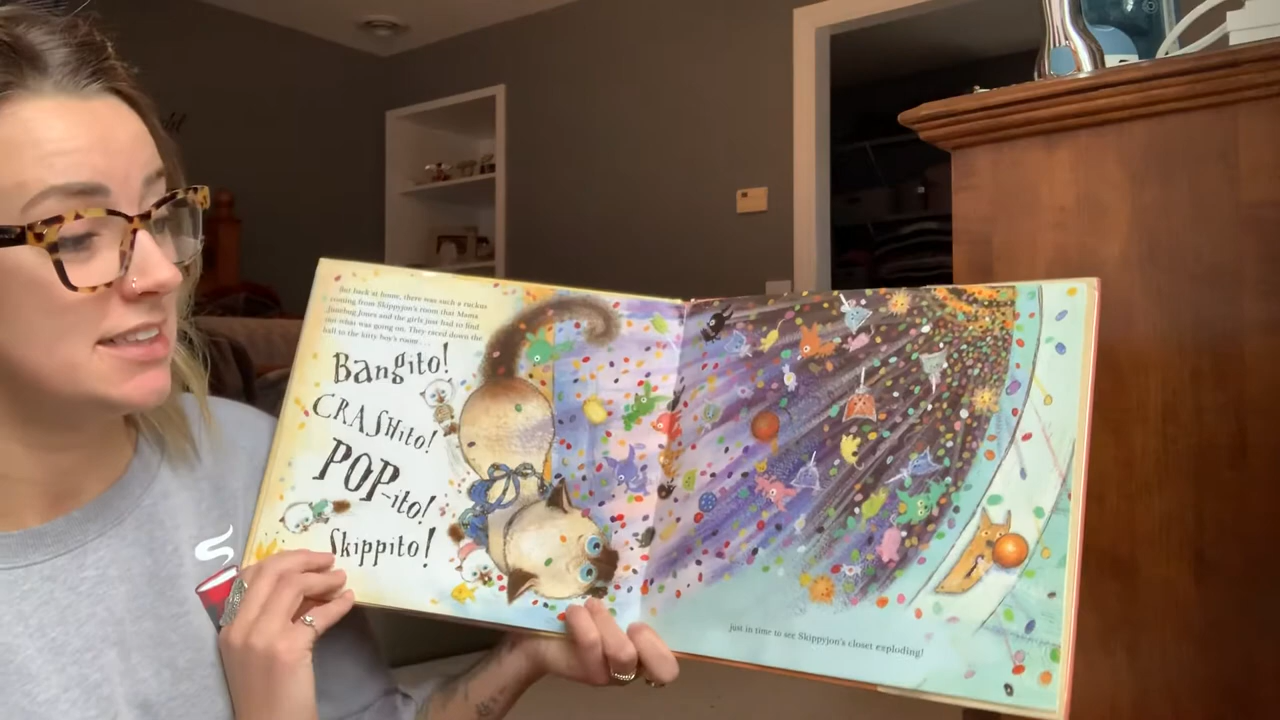 But back at home, there was such a ruckus
coming from Skippyjon's room that Mama
Junebug Jones and the girls just had to find
out what was going on. They raced down the
hall to the kitty boy's room . . .
Bangito!
CRASHito!
POP-ito!
Skippito!
just in time to see Skippyjon's closet exploding!